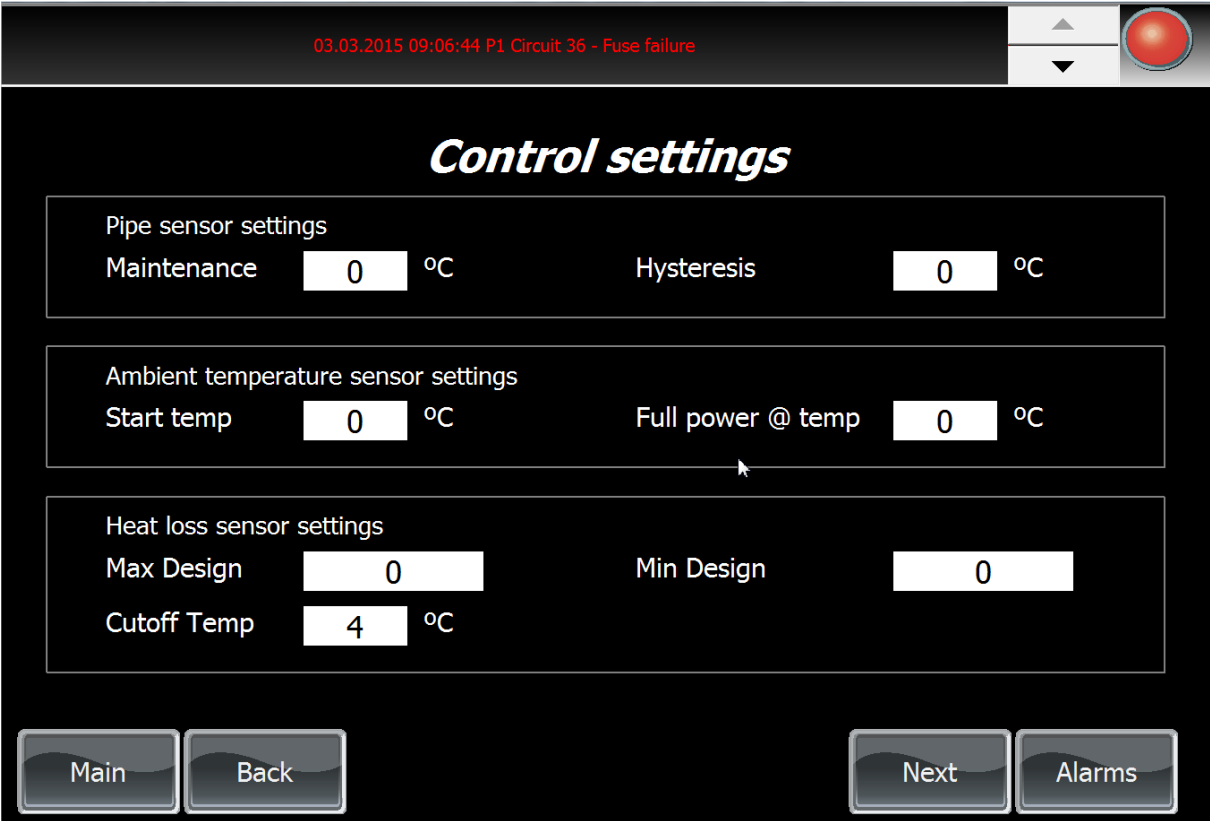 03.03.2015 09:06:44 P1 Circuit 36 - Fuse failure
Control settings
Pipe sensor settings
Maintenance 0 ºC Hysteresis 0 ºC
Ambient temperature sensor settings
Start temp 0 ºC Full power @ temp 0 ºC
Heat loss sensor settings
Max Design 0 Min Design 0
Cutoff Temp 4 ºC
Main Back Next Alarms